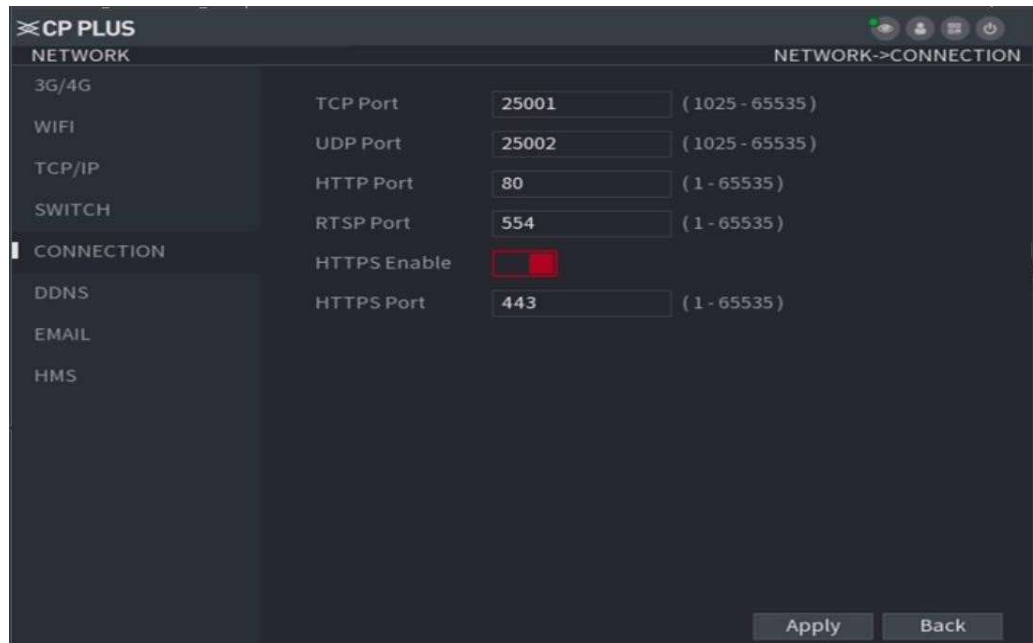 CP PLUS
NETWORK
NETWORK->CONNECTION
3G/4G
WIFI
TCP/IP
SWITCH
CONNECTION
DDNS
EMAIL
HMS
TCP Port 25001 (1025 - 65535)
UDP Port 25002 (1025 - 65535)
HTTP Port 80 (1 - 65535)
RTSP Port 554 (1 - 65535)
HTTPS Enable
HTTPS Port 443 (1 - 65535)
Apply Back